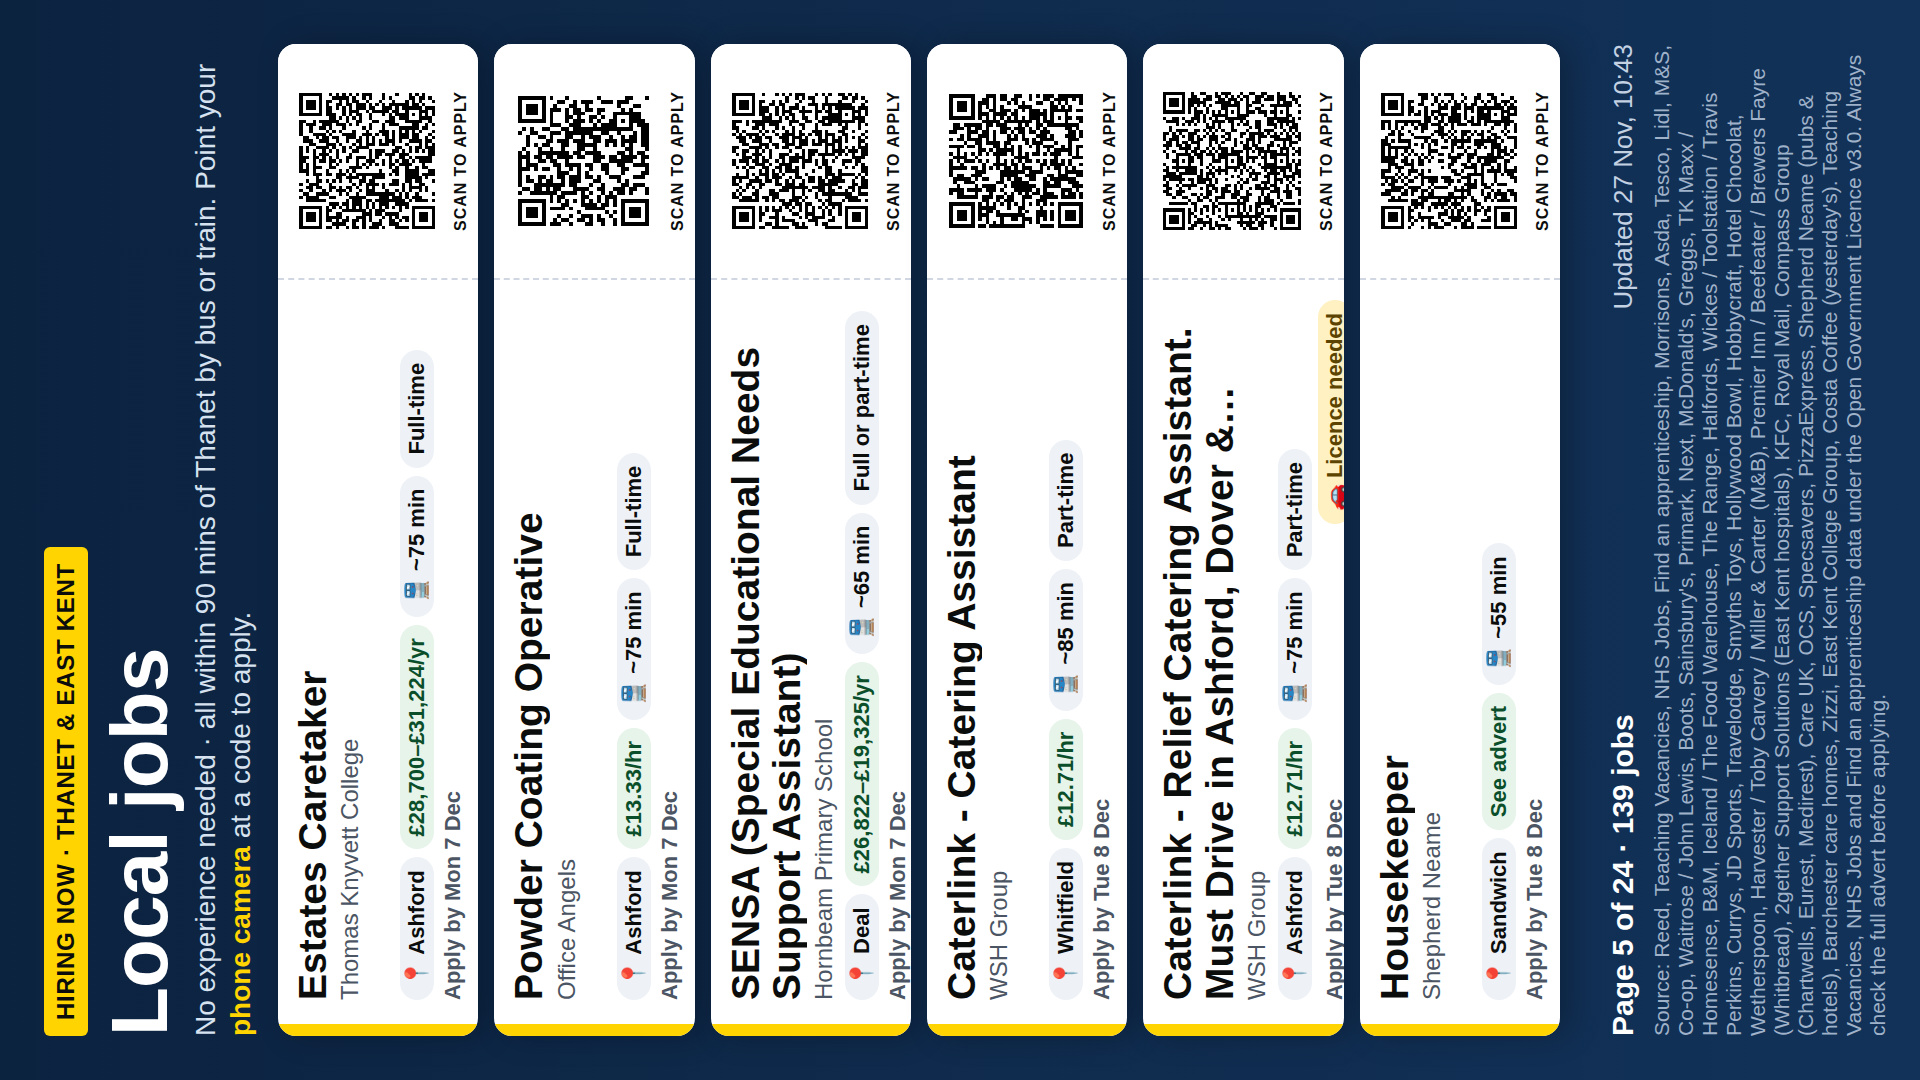 HIRING NOW · THANET & EAST KENT
Local jobs
No experience needed · all within 90 mins of Thanet by bus or train. Point your
phone camera at a code to apply.
Estates Caretaker
Thomas Knyvett College
📍 Ashford
£28,700–£31,224/yr
🚆 ~75 min
Full-time
Apply by Mon 7 Dec
SCAN TO APPLY
Powder Coating Operative
Office Angels
📍 Ashford
£13.33/hr
🚆 ~75 min
Full-time
Apply by Mon 7 Dec
SCAN TO APPLY
SENSA (Special Educational Needs
Support Assistant)
Hornbeam Primary School
📍 Deal
£26,822–£19,325/yr
🚆 ~65 min
Full or part-time
Apply by Mon 7 Dec
SCAN TO APPLY
Caterlink - Catering Assistant
WSH Group
📍 Whitfield
£12.71/hr
🚆 ~85 min
Part-time
Apply by Tue 8 Dec
SCAN TO APPLY
Caterlink - Relief Catering Assistant.
Must Drive in Ashford, Dover &…
WSH Group
📍 Ashford
£12.71/hr
🚆 ~75 min
Part-time
🚗 Licence needed
Apply by Tue 8 Dec
SCAN TO APPLY
Housekeeper
Shepherd Neame
📍 Sandwich
See advert
🚆 ~55 min
Apply by Tue 8 Dec
SCAN TO APPLY
Page 5 of 24 · 139 jobs
Updated 27 Nov, 10:43
Source: Reed, Teaching Vacancies, NHS Jobs, Find an apprenticeship, Morrisons, Asda, Tesco, Lidl, M&S,
Co-op, Waitrose / John Lewis, Boots, Sainsbury's, Primark, Next, McDonald's, Greggs, TK Maxx /
Homesense, B&M, Iceland / The Food Warehouse, The Range, Halfords, Wickes / Toolstation / Travis
Perkins, Currys, JD Sports, Travelodge, Smyths Toys, Hollywood Bowl, Hobbycraft, Hotel Chocolat,
Wetherspoon, Harvester / Toby Carvery / Miller & Carter (M&B), Premier Inn / Beefeater / Brewers Fayre
(Whitbread), 2gether Support Solutions (East Kent hospitals), KFC, Royal Mail, Compass Group
(Chartwells, Eurest, Medirest), Care UK, OCS, Specsavers, PizzaExpress, Shepherd Neame (pubs &
hotels), Barchester care homes, Zizzi, East Kent College Group, Costa Coffee (yesterday's). Teaching
Vacancies, NHS Jobs and Find an apprenticeship data under the Open Government Licence v3.0. Always
check the full advert before applying.